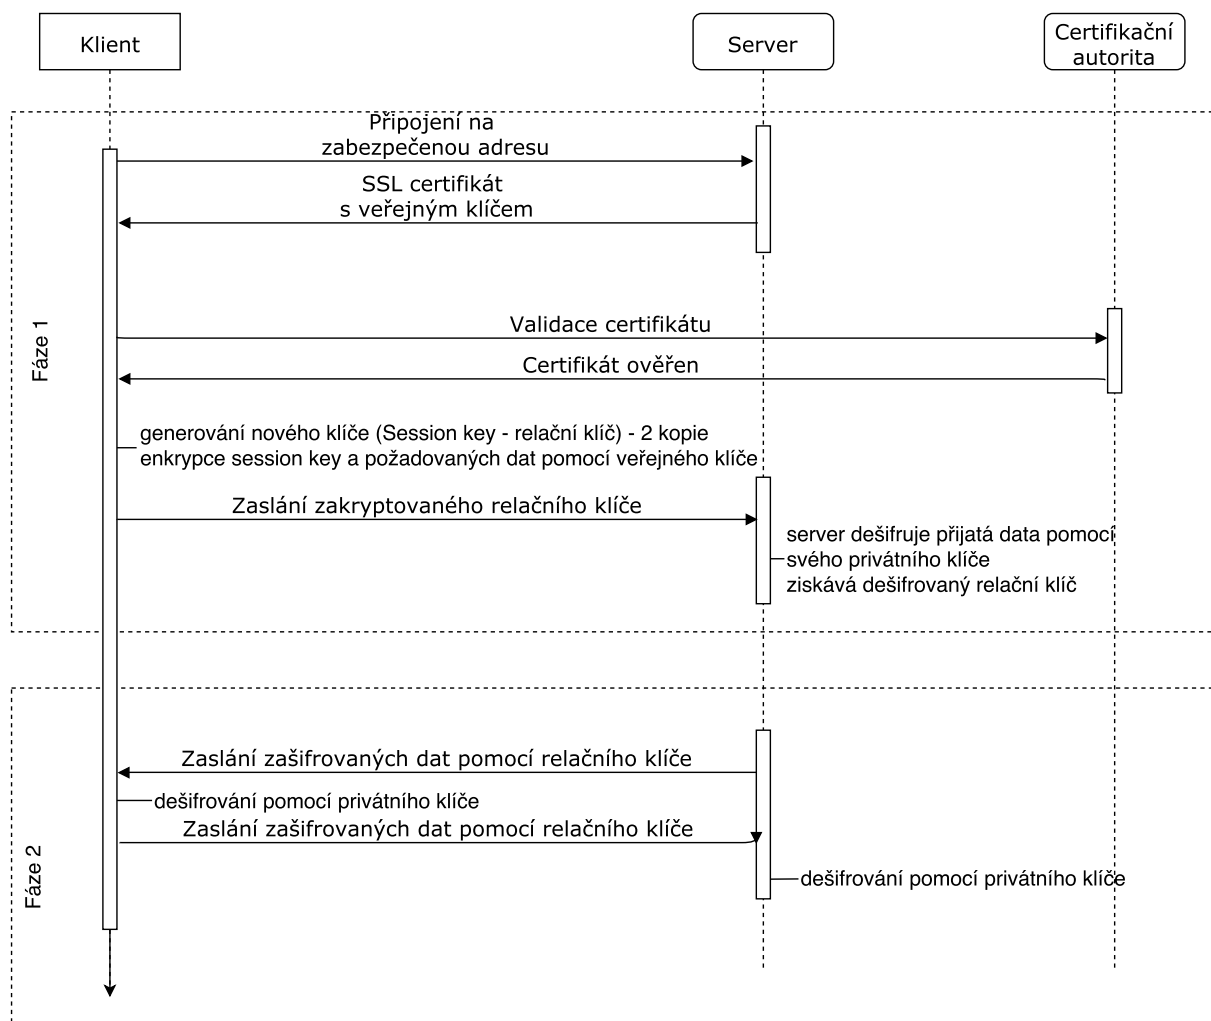 Klient
Server
Certifikační
autorita
Připojení na
zabezpečenou adresu
SSL certifikát
s veřejným klíčem
Fáze 1
Validace certifikátu
Certifikát ověřen
generování nového klíče (Session key - relační klíč) - 2 kopie
enkrypce session key a požadovaných dat pomocí veřejného klíče
Zaslání zakryptovaného relačního klíče
server dešifruje přijatá data pomocí
svého privátního klíče
ziskává dešifrovaný relační klíč
Zaslání zašifrovaných dat pomocí relačního klíče
dešifrování pomocí privátního klíče
Zaslání zašifrovaných dat pomocí relačního klíče
Fáze 2
dešifrování pomocí privátního klíče